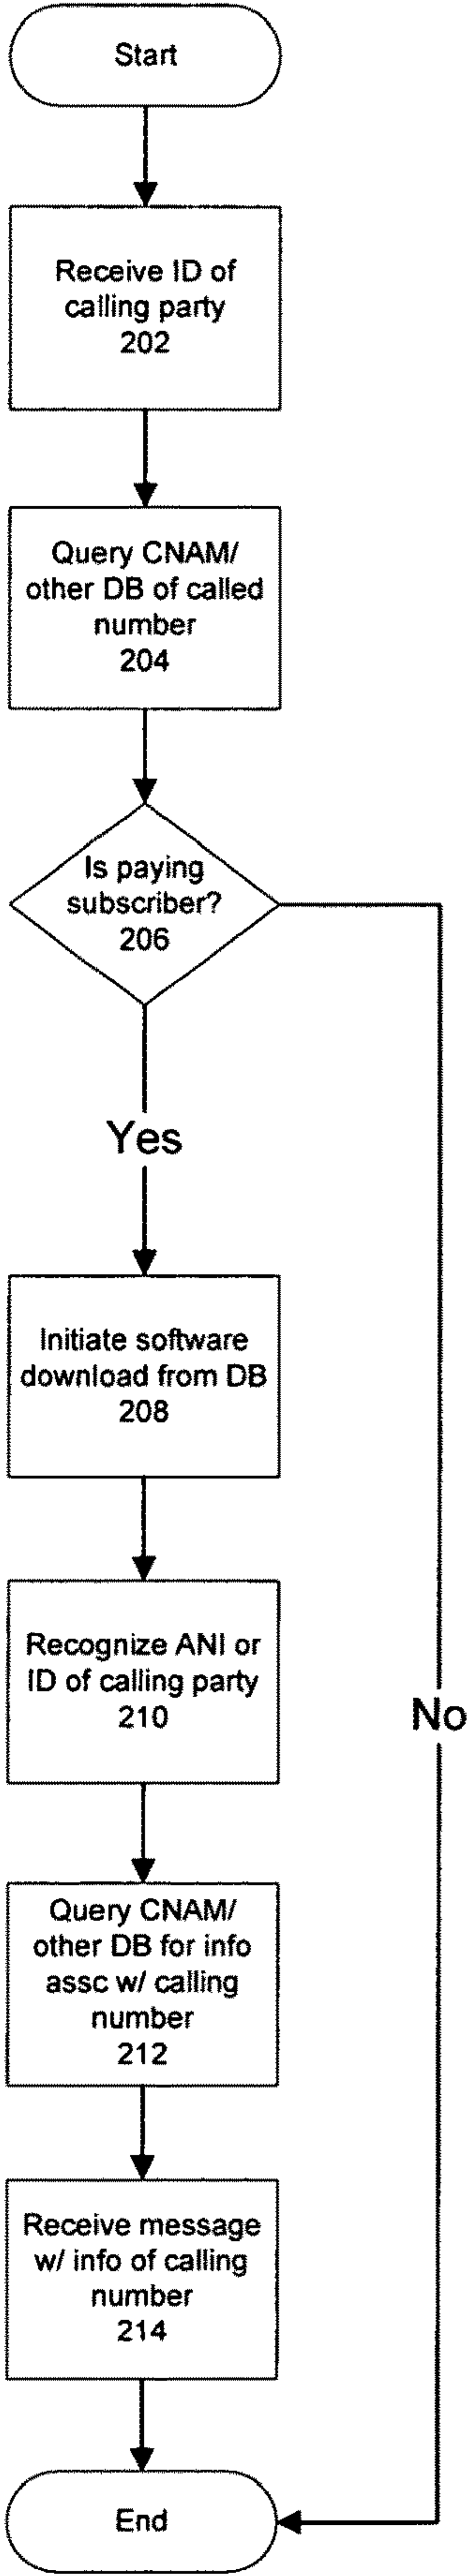 Start
Receive ID of
calling party
202
Query CNAM/
other DB of called
number
204
Is paying
subscriber?
206
Yes
Initiate software
download from DB
208
Recognize ANI or
ID of calling party
210
No
Query CNAM/
other DB for info
assc w/ calling
number
212
Receive message
w/ info of calling
number
214
End